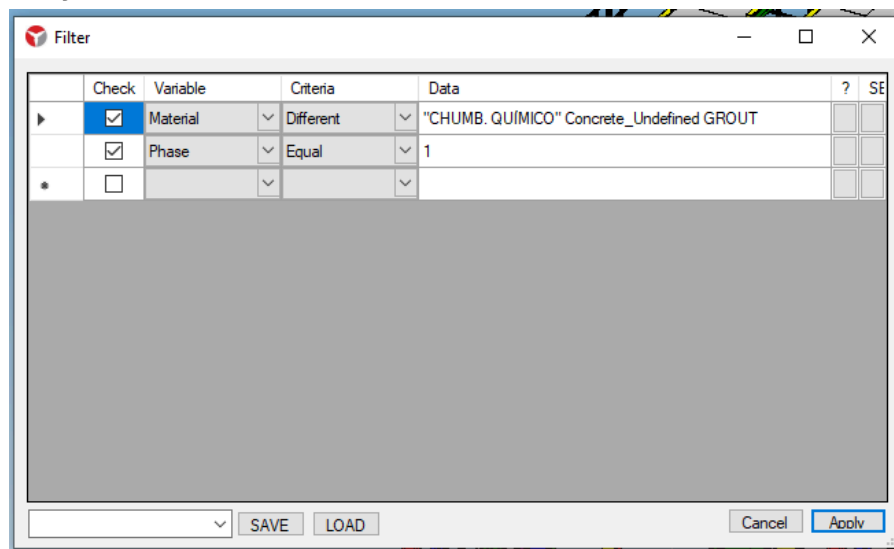 Filter
Check Variable Criteria Data ? SE
Material Different "CHUMB. QUÍMICO" Concrete_Undefined GROUT
Phase Equal 1
SAVE LOAD Cancel Apply